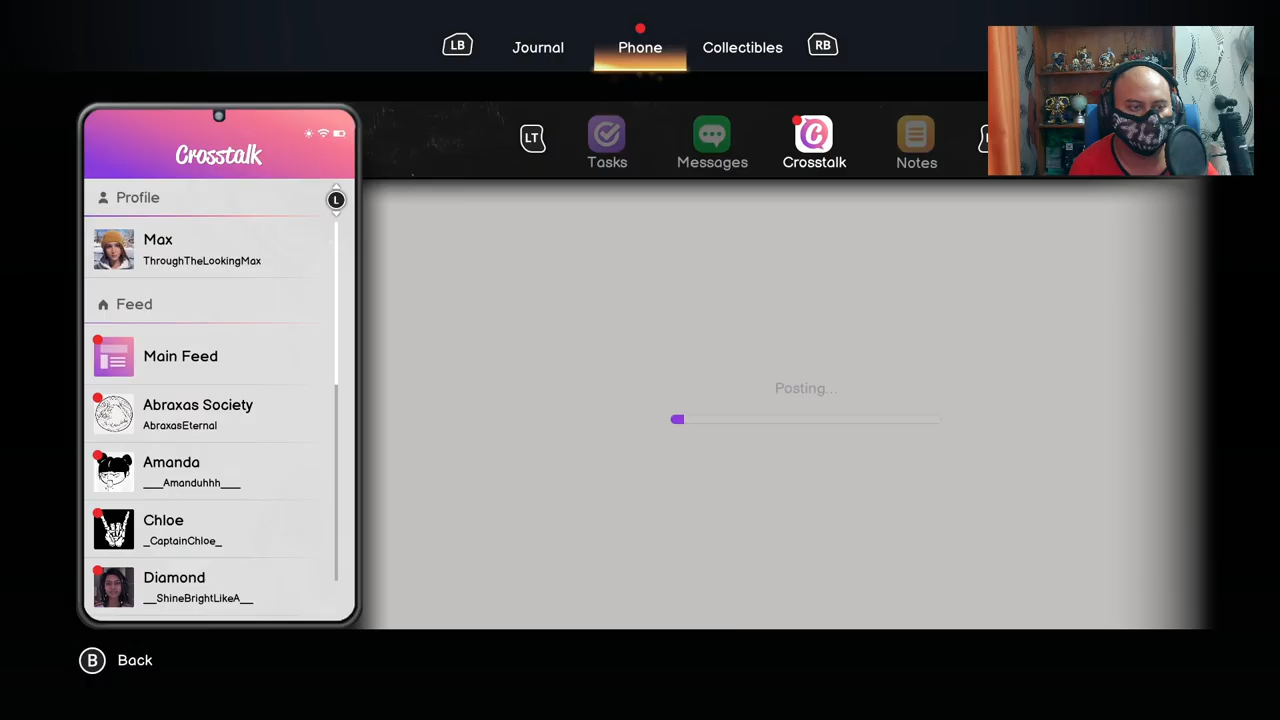 LB
Journal
Phone
Collectibles
RB
Crosstalk
LT
Tasks
Messages
Crosstalk
Notes
Profile
L
Max
ThroughTheLookingMax
Feed
Main Feed
Abraxas Society
AbraxasEternal
Amanda
___Amanduhhh___
Chloe
_CaptainChloe_
Diamond
__ShineBrightLikeA__
Posting...
B
Back